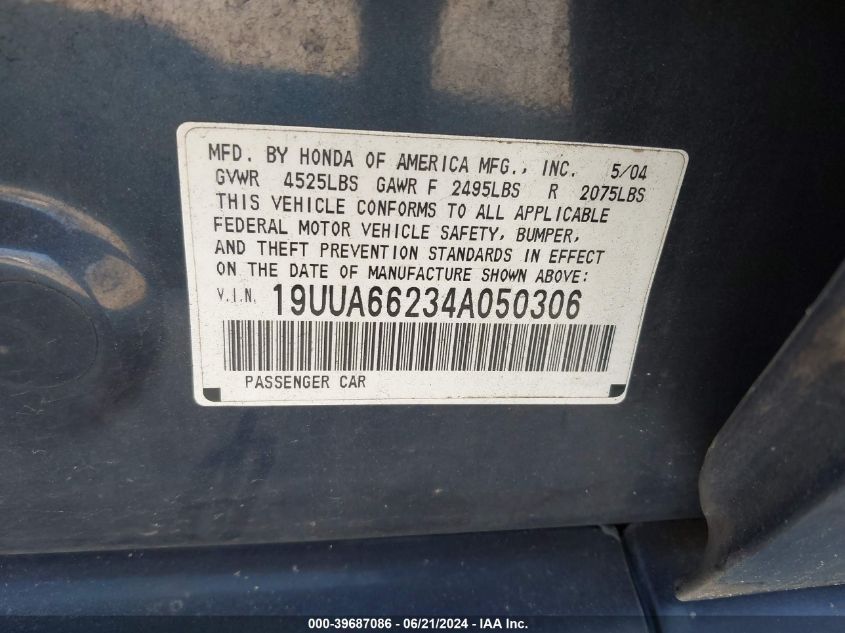 MFD. BY HONDA OF AMERICA MFG., INC. 5/04
GVWR 4525LBS GAWR F 2495LBS R 2075LBS
THIS VEHICLE CONFORMS TO ALL APPLICABLE
FEDERAL MOTOR VEHICLE SAFETY, BUMPER,
AND THEFT PREVENTION STANDARDS IN EFFECT
ON THE DATE OF MANUFACTURE SHOWN ABOVE:
V.I.N. 19UUA66234A050306
PASSENGER CAR
000-39687086 - 06/21/2024 - IAA Inc.